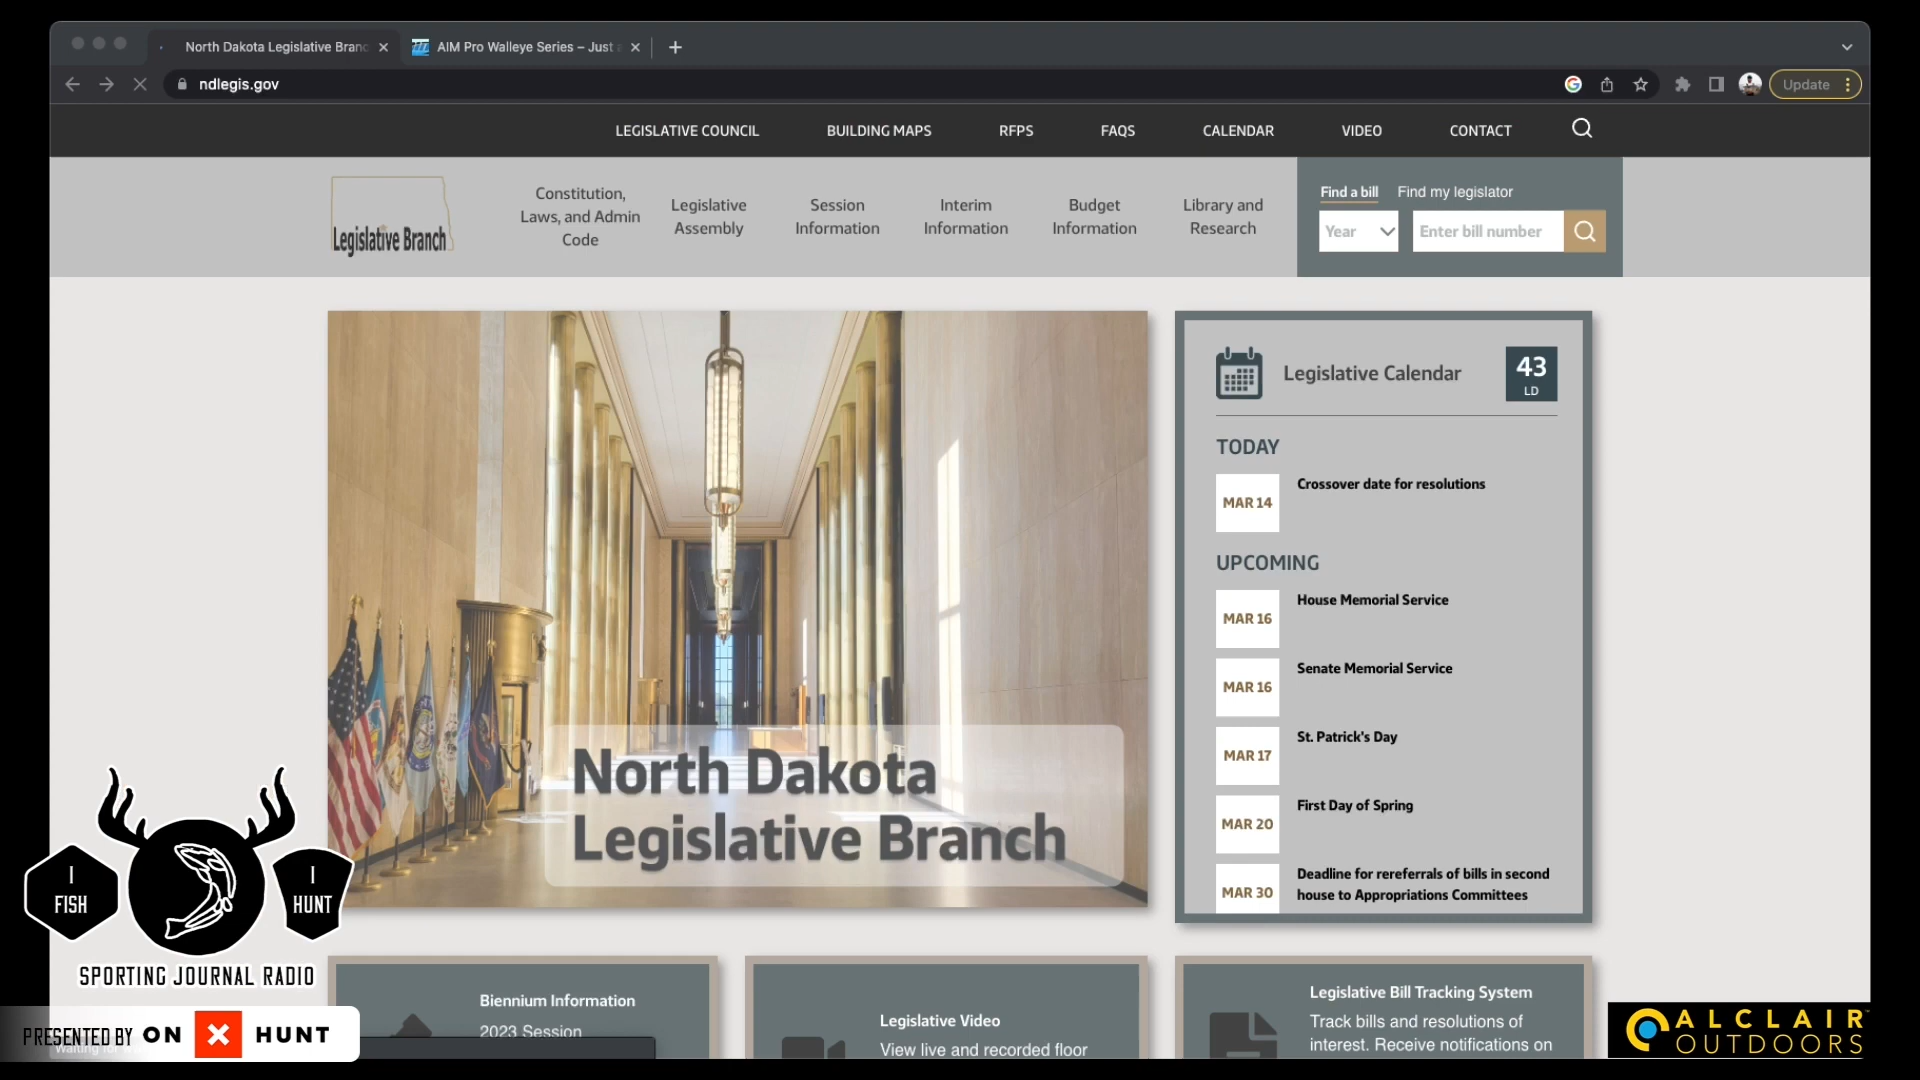 North Dakota Legislative Branc
AIM Pro Walleye Series – Just a
ndlegis.gov
Update
LEGISLATIVE COUNCIL
BUILDING MAPS
RFPS
FAQS
CALENDAR
VIDEO
CONTACT
Legislative Branch
Constitution,
Laws, and Admin
Code
Legislative
Assembly
Session
Information
Interim
Information
Budget
Information
Library and
Research
Find a bill
Find my legislator
Year
Enter bill number
North Dakota
Legislative Branch
Legislative Calendar
43
LD
TODAY
MAR 14
Crossover date for resolutions
UPCOMING
MAR 16
House Memorial Service
MAR 16
Senate Memorial Service
MAR 17
St. Patrick's Day
MAR 20
First Day of Spring
MAR 30
Deadline for rereferrals of bills in second
house to Appropriations Committees
Biennium Information
2023 Session
Legislative Video
View live and recorded floor
Legislative Bill Tracking System
Track bills and resolutions of
interest. Receive notifications on
I
FISH
I
HUNT
SPORTING JOURNAL RADIO
PRESENTED BY ON X HUNT
ALCLAIR
OUTDOORS